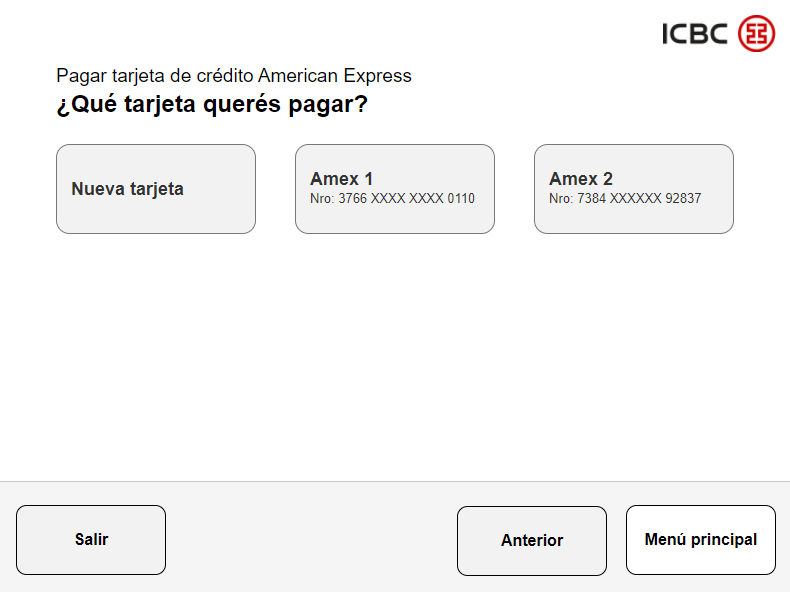 ICBC
Pagar tarjeta de crédito American Express
¿Qué tarjeta querés pagar?
Nueva tarjeta
Amex 1
Nro: 3766 XXXX XXXX 0110
Amex 2
Nro: 7384 XXXXXX 92837
Salir
Anterior
Menú principal